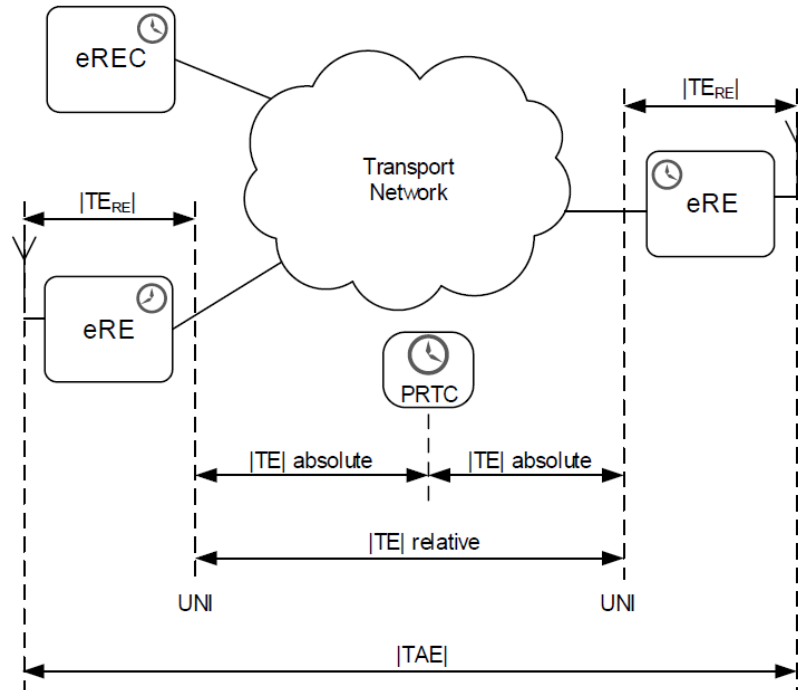 eREC
|TE_RE|
Transport
Network
eRE
|TE_RE|
eRE
PRTC
|TE| absolute
|TE| absolute
|TE| relative
UNI
UNI
|TAE|